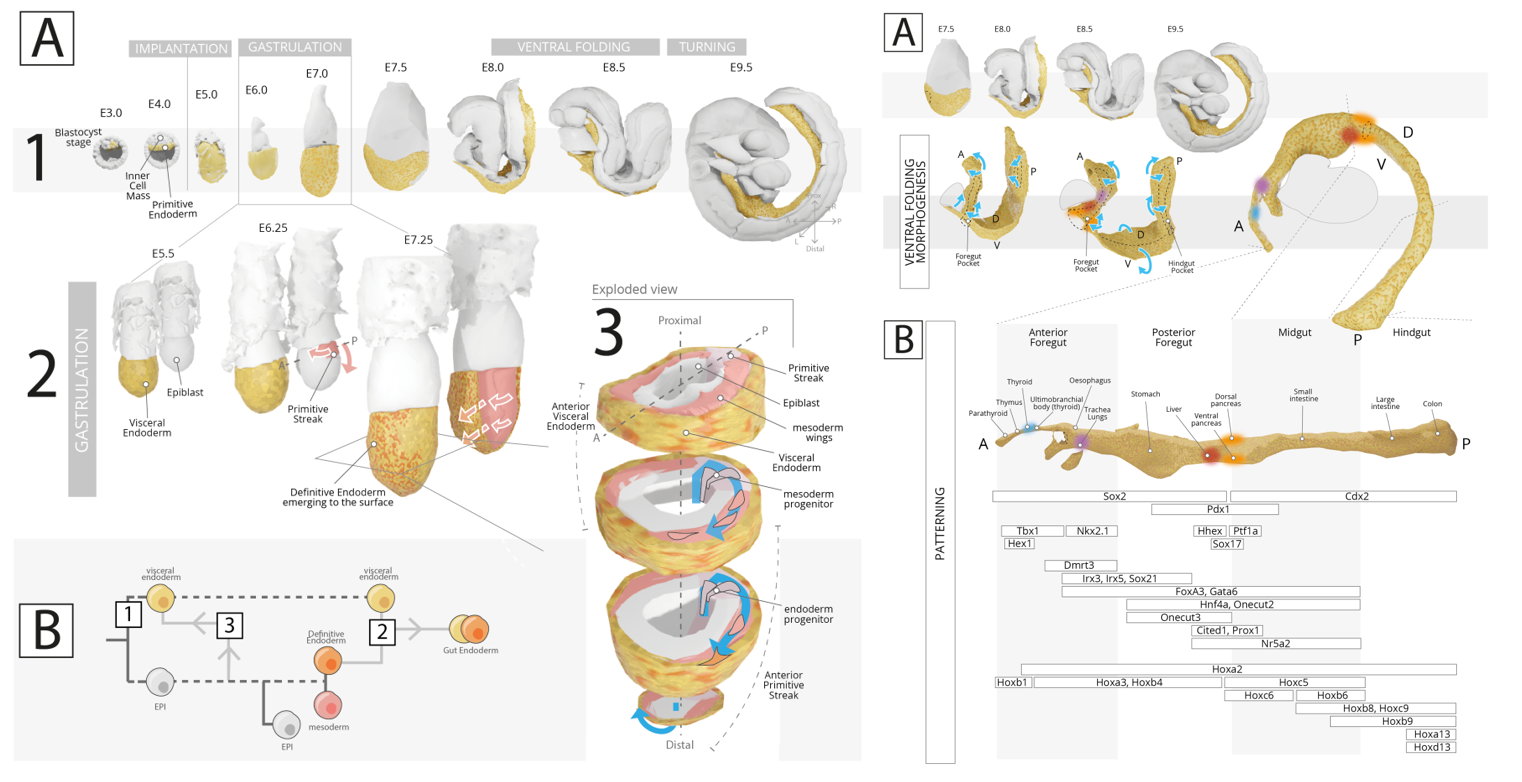 A
IMPLANTATION
GASTRULATION
VENTRAL FOLDING
TURNING
E3.0
E4.0
E5.0
E6.0
E7.0
E7.5
E8.0
E8.5
E9.5
1
Blastocyst
stage
Inner
Cell
Mass
Primitive
Endoderm
PROX
R
A
P
L
Distal
2
GASTRULATION
E5.5
E6.25
E7.25
Visceral
Endoderm
Epiblast
A
P
Primitive
Streak
Definitive Endoderm
emerging to the surface
Exploded view
3
Proximal
P
A
Anterior
Visceral
Endoderm
Primitive
Streak
Epiblast
mesoderm
wings
Visceral
Endoderm
mesoderm
progenitor
endoderm
progenitor
Anterior
Primitive
Streak
Distal
B
visceral
endoderm
1
3
EPI
EPI
Definitive
Endoderm
mesoderm
visceral
endoderm
2
Gut Endoderm
A
E7.5
E8.0
E8.5
E9.5
VENTRAL FOLDING
MORPHOGENESIS
A
P
D
V
Foregut
Pocket
A
P
D
V
Foregut
Pocket
Hindgut
Pocket
D
V
A
P
B
PATTERNING
Anterior
Foregut
Posterior
Foregut
Midgut
Hindgut
Parathyroid
Thymus
Thyroid
Ultimobranchial
body (thyroid)
Oesophagus
Trachea
Lungs
Stomach
Liver
Ventral
pancreas
Dorsal
pancreas
Small
intestine
Large
intestine
Colon
A
P
Sox2
Cdx2
Pdx1
Tbx1
Nkx2.1
Hhex
Ptf1a
Hex1
Sox17
Dmrt3
Irx3, Irx5, Sox21
FoxA3, Gata6
Hnf4a, Onecut2
Onecut3
Cited1, Prox1
Nr5a2
Hoxa2
Hoxb1
Hoxa3, Hoxb4
Hoxc5
Hoxc6
Hoxb6
Hoxb8, Hoxc9
Hoxb9
Hoxa13
Hoxd13